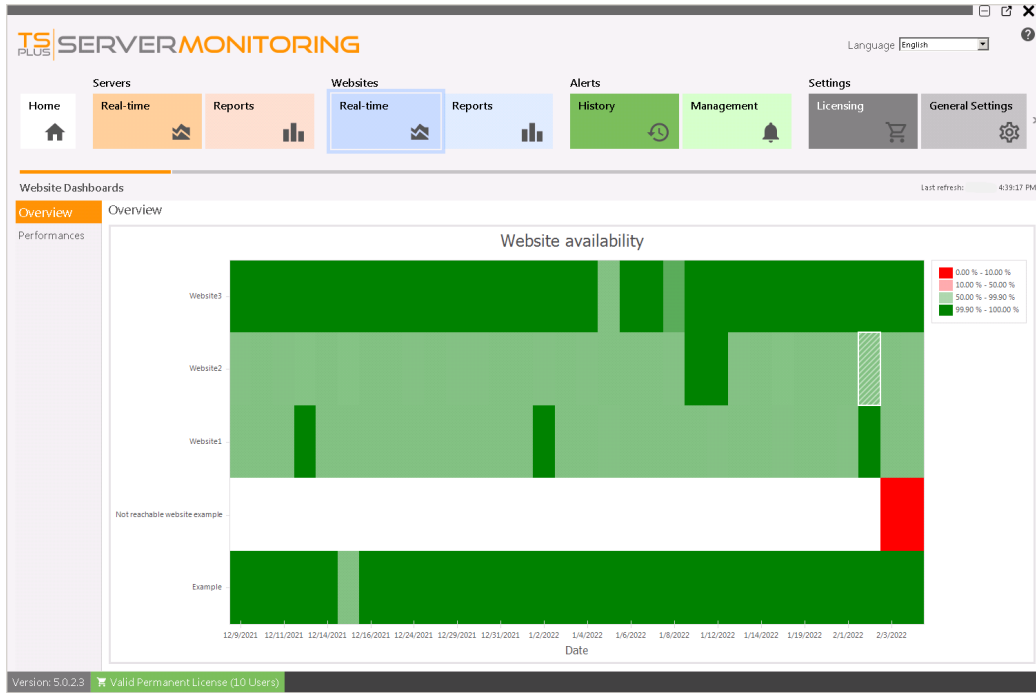 TS PLUS SERVERMONITORING
Language English
Servers Websites Alerts Settings
Home Real-time Reports Real-time Reports History Management Licensing General Settings
Website Dashboards Last refresh: 4:39:17 PM
Overview Overview
Performances
Website availability
0.00 % - 10.00 %
10.00 % - 50.00 %
50.00 % - 99.90 %
99.90 % - 100.00 %
Website3
Website2
Website1
Not reachable website example
Example
12/9/2021 12/11/2021 12/14/2021 12/16/2021 12/24/2021 12/29/2021 12/31/2021 1/2/2022 1/4/2022 1/6/2022 1/8/2022 1/12/2022 1/14/2022 1/19/2022 2/1/2022 2/3/2022
Date
Version: 5.0.2.3 Valid Permanent License (10 Users)